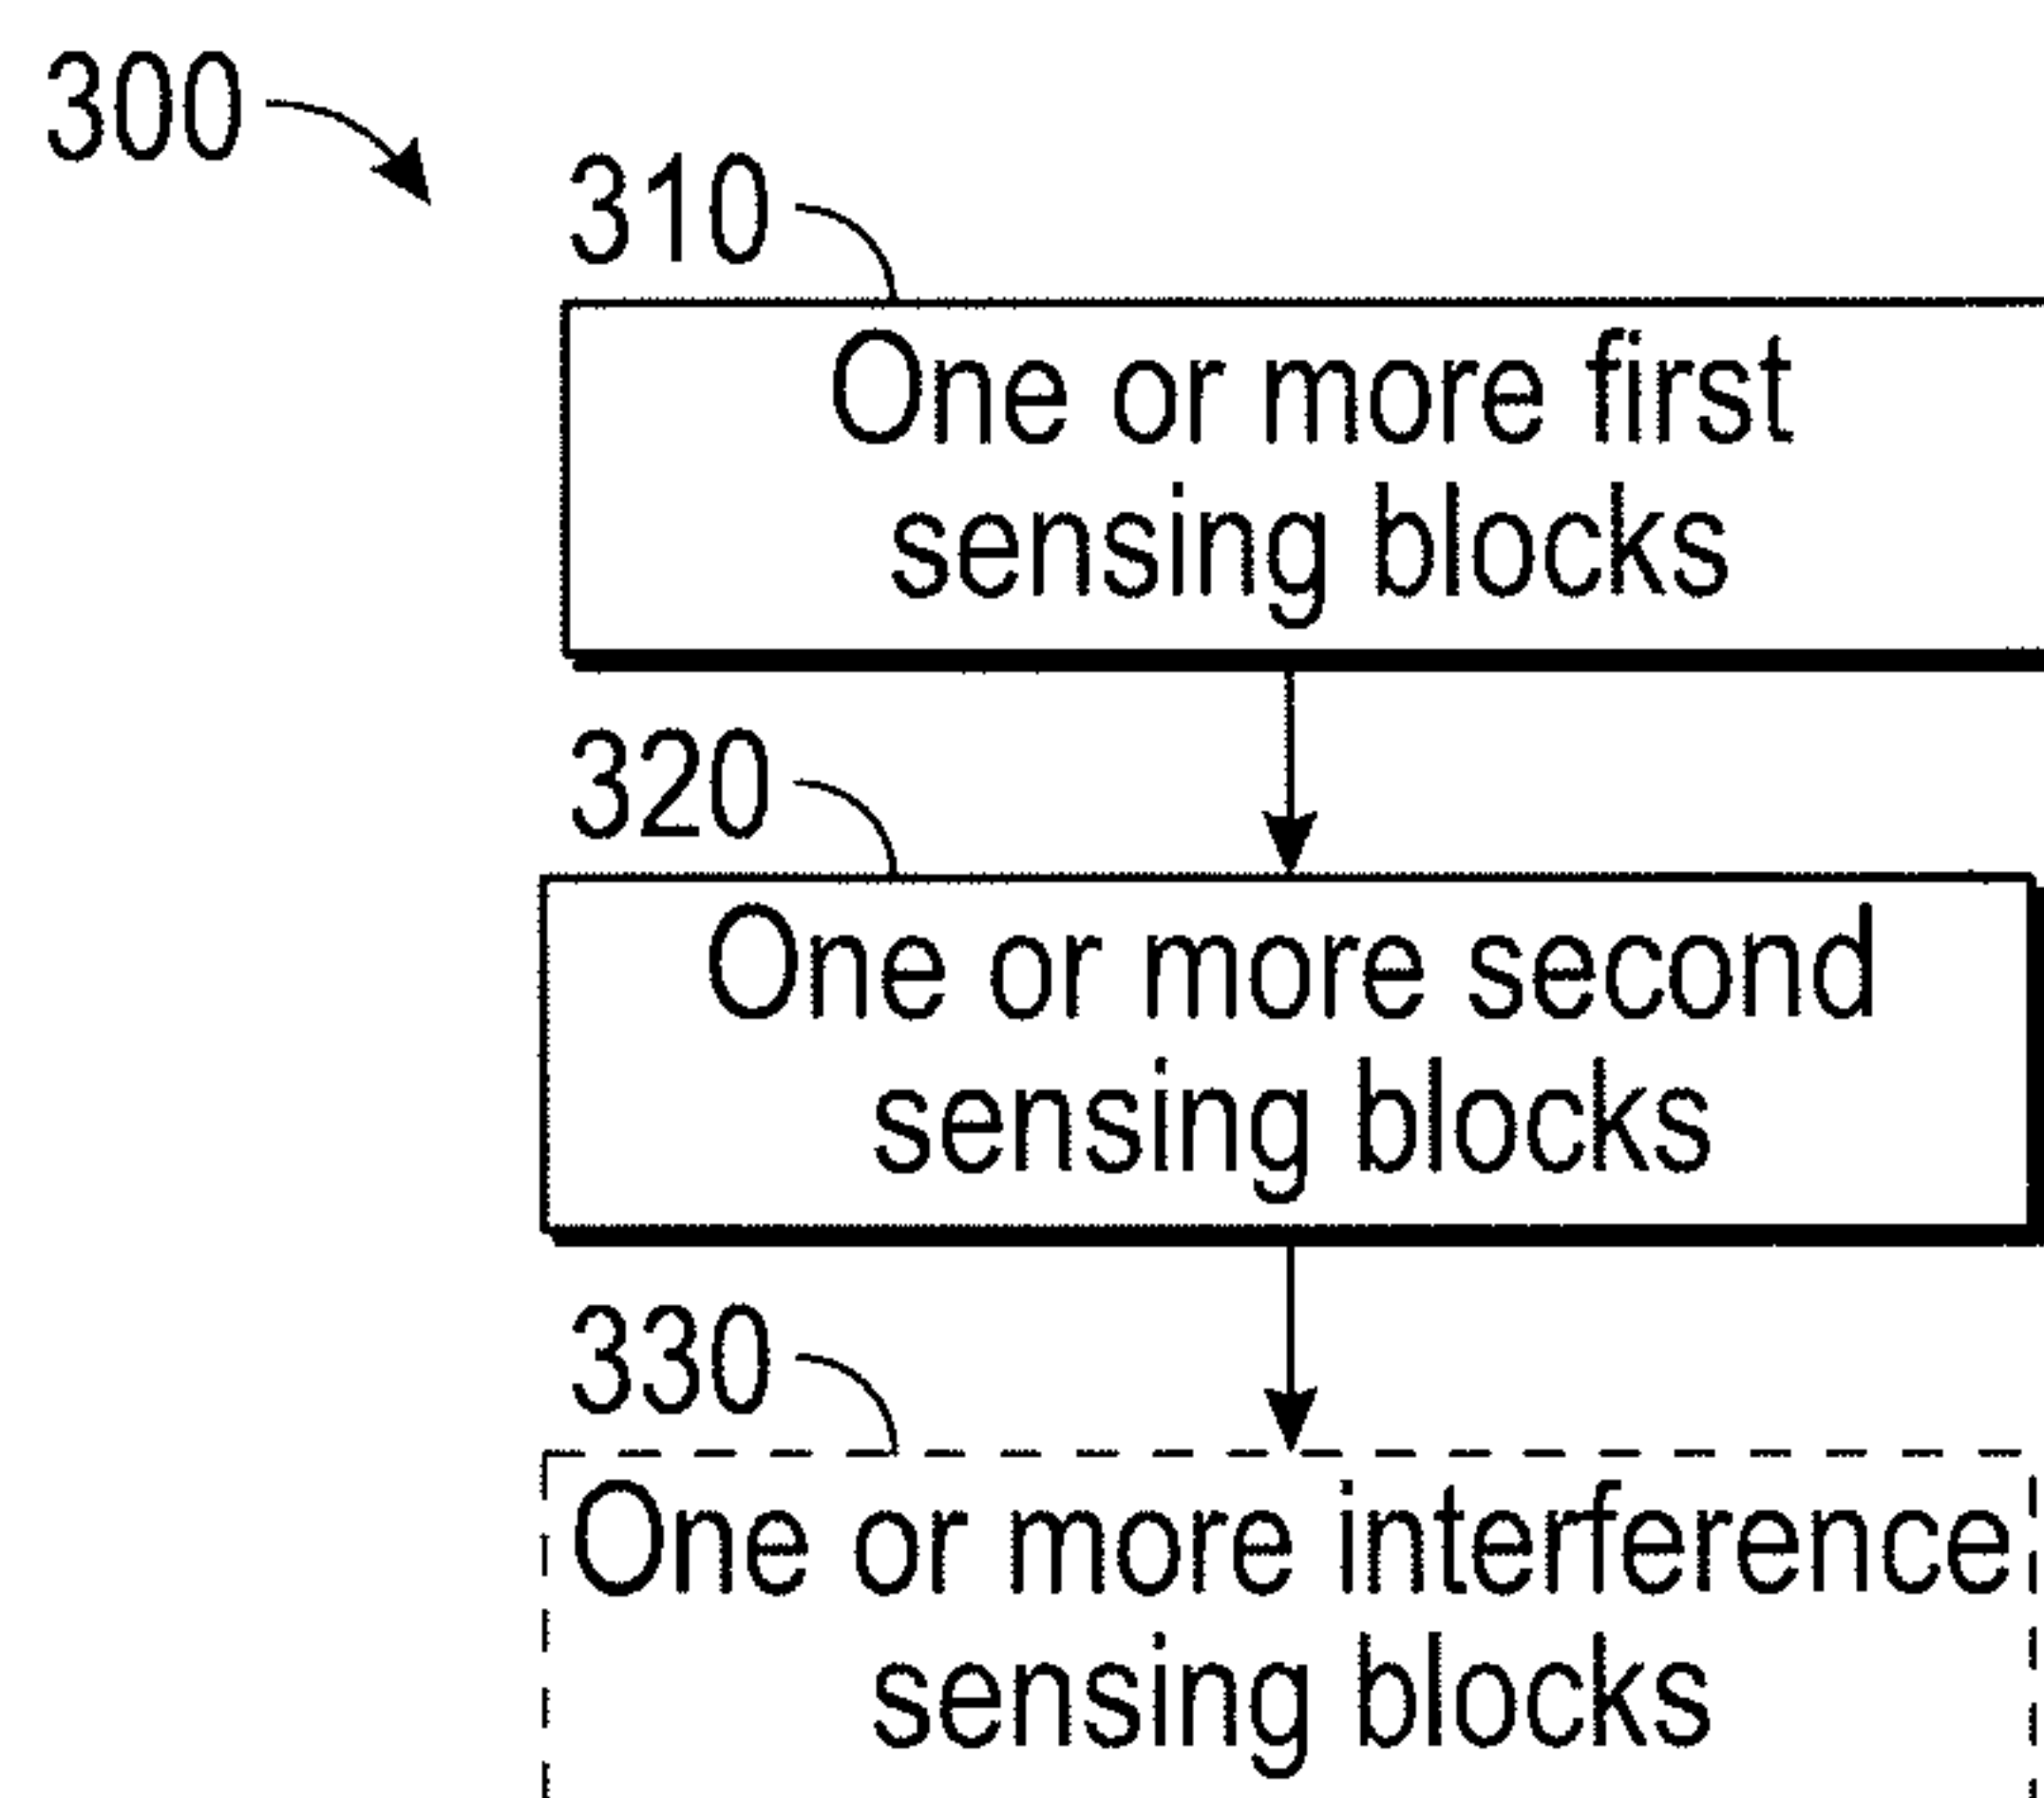 300
310
One or more first
sensing blocks
320
One or more second
sensing blocks
330
One or more interference
sensing blocks